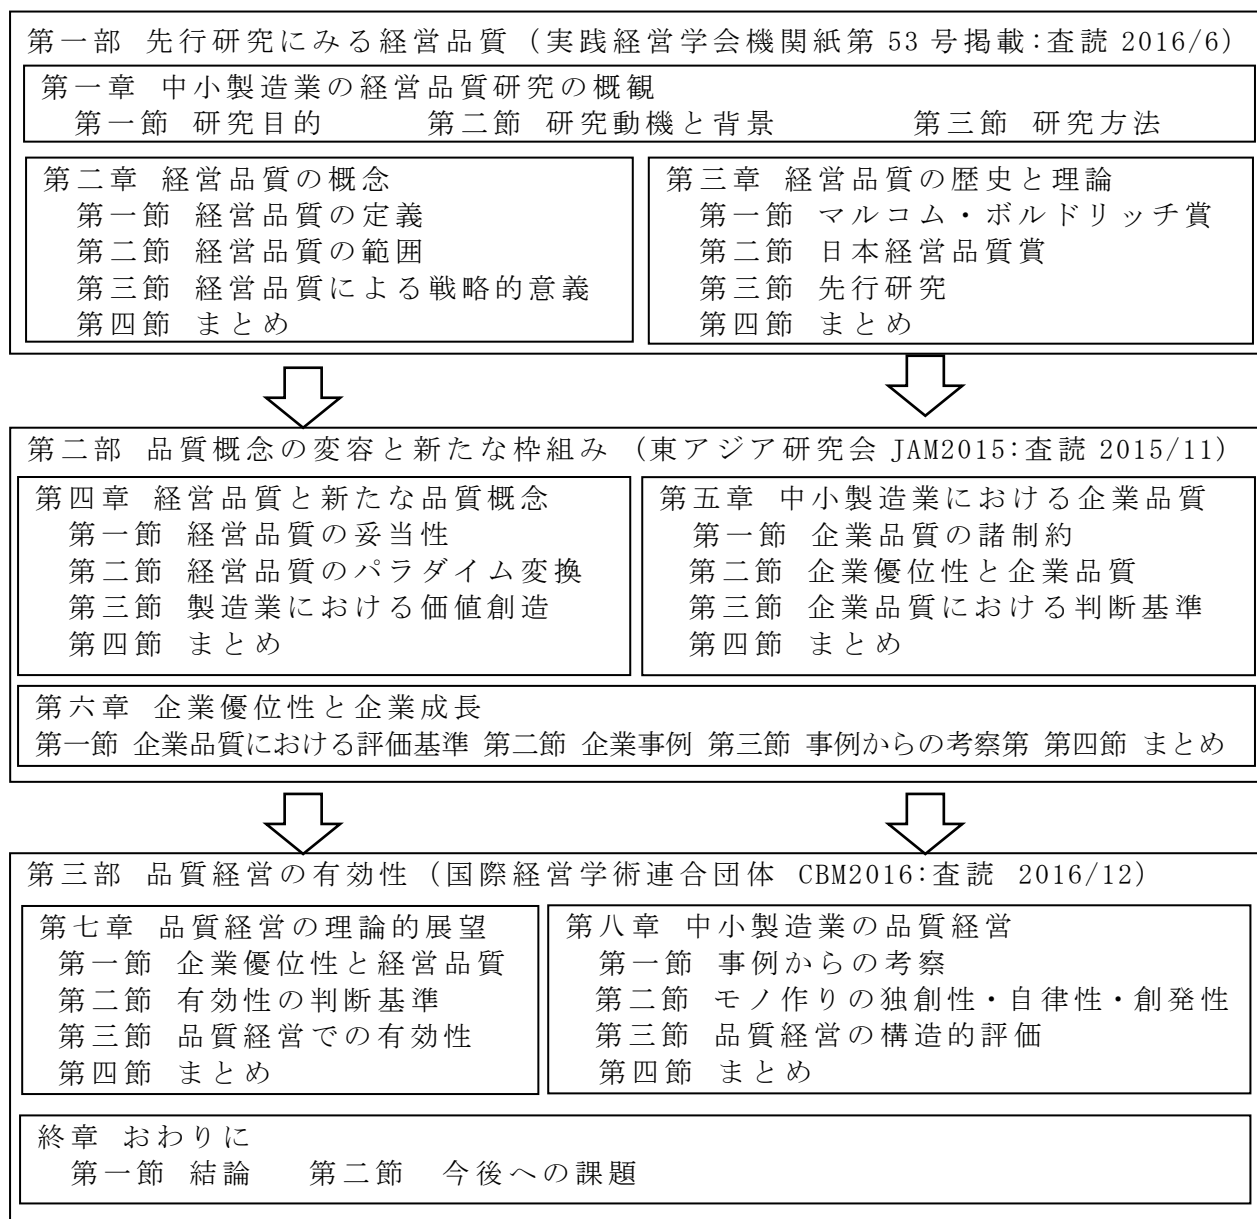 第一部 先行研究にみる経営品質 (実践経営学会機関紙第 53 号掲載:査読 2016/6)
第一章 中小製造業の経営品質研究の概観
第一節 研究目的 第二節 研究動機と背景 第三節 研究方法
第二章 経営品質の概念
第一節 経営品質の定義
第二節 経営品質の範囲
第三節 経営品質による戦略的意義
第四節 まとめ
第三章 経営品質の歴史と理論
第一節 マルコム・ボルドリッチ賞
第二節 日本経営品質賞
第三節 先行研究
第四節 まとめ
第二部 品質概念の変容と新たな枠組み (東アジア研究会 JAM2015:査読 2015/11)
第四章 経営品質と新たな品質概念
第一節 経営品質の妥当性
第二節 経営品質のパラダイム変換
第三節 製造業における価値創造
第四節 まとめ
第五章 中小製造業における企業品質
第一節 企業品質の諸制約
第二節 企業優位性と企業品質
第三節 企業品質における判断基準
第四節 まとめ
第六章 企業優位性と企業成長
第一節 企業品質における評価基準 第二節 企業事例 第三節 事例からの考察第 第四節 まとめ
第三部 品質経営の有効性 (国際経営学術連合団体 CBM2016:査読 2016/12)
第七章 品質経営の理論的展望
第一節 企業優位性と経営品質
第二節 有効性の判断基準
第三節 品質経営での有効性
第四節 まとめ
第八章 中小製造業の品質経営
第一節 事例からの考察
第二節 モノ作りの独創性・自律性・創発性
第三節 品質経営の構造的評価
第四節 まとめ
終章 おわりに
第一節 結論 第二節 今後への課題